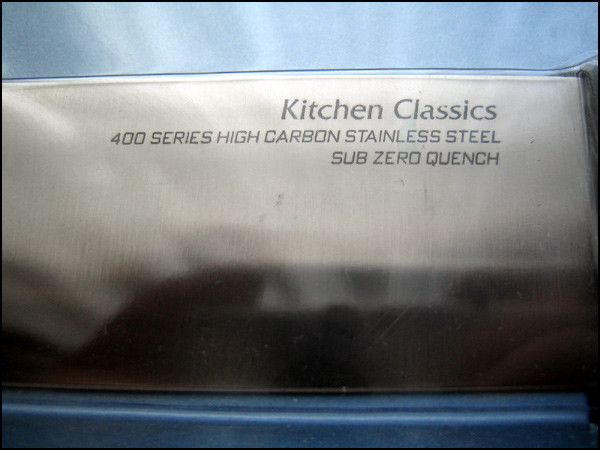 Kitchen Classics
400 SERIES HIGH CARBON STAINLESS STEEL
SUB ZERO QUENCH